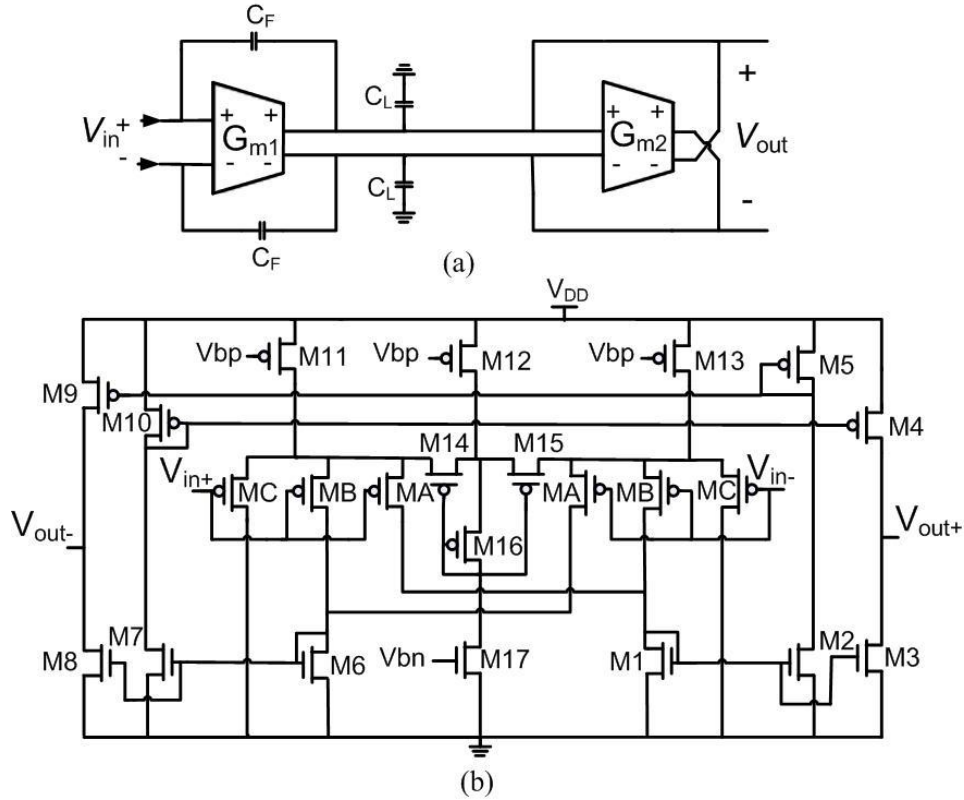 C_F
V_in + -
+ + G_m1 - -
C_L
C_L
C_F
+ + G_m2 - -
+ V_out -
(a)
V_DD
Vbp M11 Vbp M12 Vbp M13 M5
M9 M10 M4
M14 M15
V_in+ MC MB MA MA MB MC V_in-
V_out- M16 V_out+
M8 M7 M6 Vbn M17 M1 M2 M3
(b)